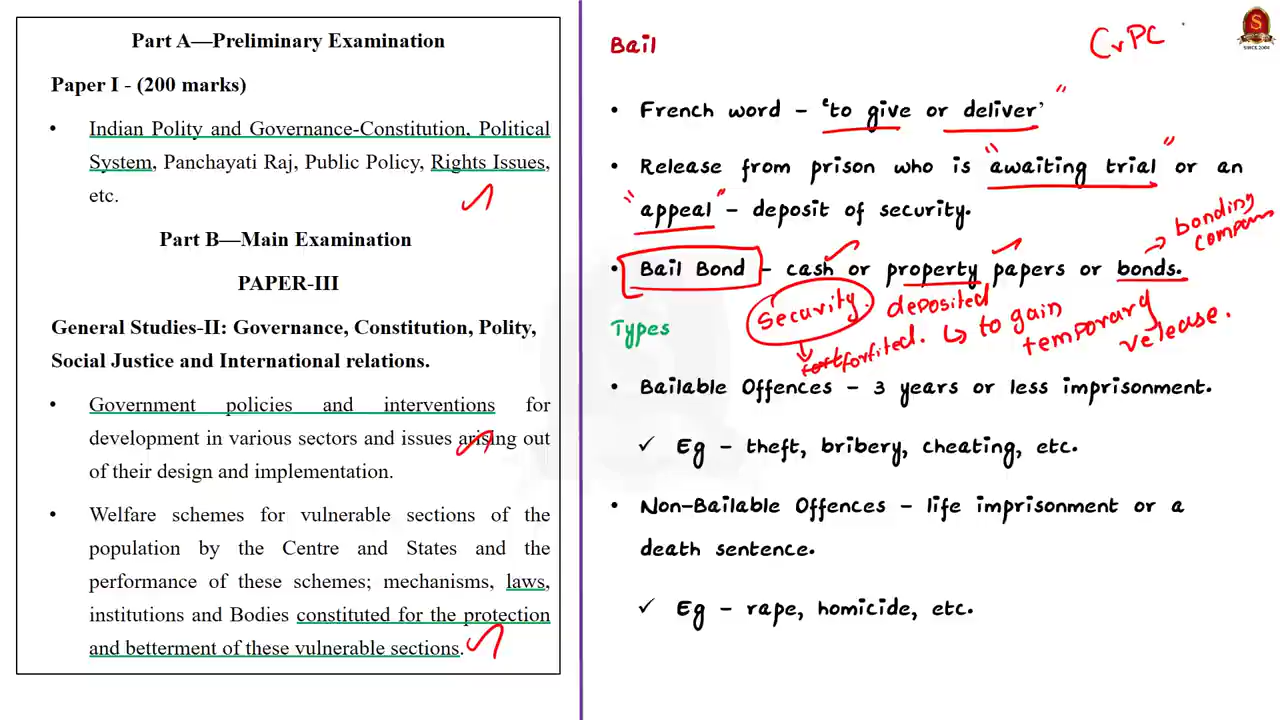 Part A—Preliminary Examination
Paper I - (200 marks)
• Indian Polity and Governance-Constitution, Political
System, Panchayati Raj, Public Policy, Rights Issues,
etc.
Part B—Main Examination
PAPER-III
General Studies-II: Governance, Constitution, Polity,
Social Justice and International relations.
• Government policies and interventions for
development in various sectors and issues arising out
of their design and implementation.
• Welfare schemes for vulnerable sections of the
population by the Centre and States and the
performance of these schemes; mechanisms, laws,
institutions and Bodies constituted for the protection
and betterment of these vulnerable sections.
Bail
CrPC
S
SINCE 2004
• French word – ‘to give or deliver’
• Release from prison who is "awaiting trial" or an
"appeal" – deposit of security.
→ bonding
company
• Bail Bond – cash or property papers or bonds.
Security deposited
↳ to gain
temporary
release.
forfited.
Types
• Bailable Offences – 3 years or less imprisonment.
✓ Eg – theft, bribery, cheating, etc.
• Non-Bailable Offences – life imprisonment or a
death sentence.
✓ Eg – rape, homicide, etc.